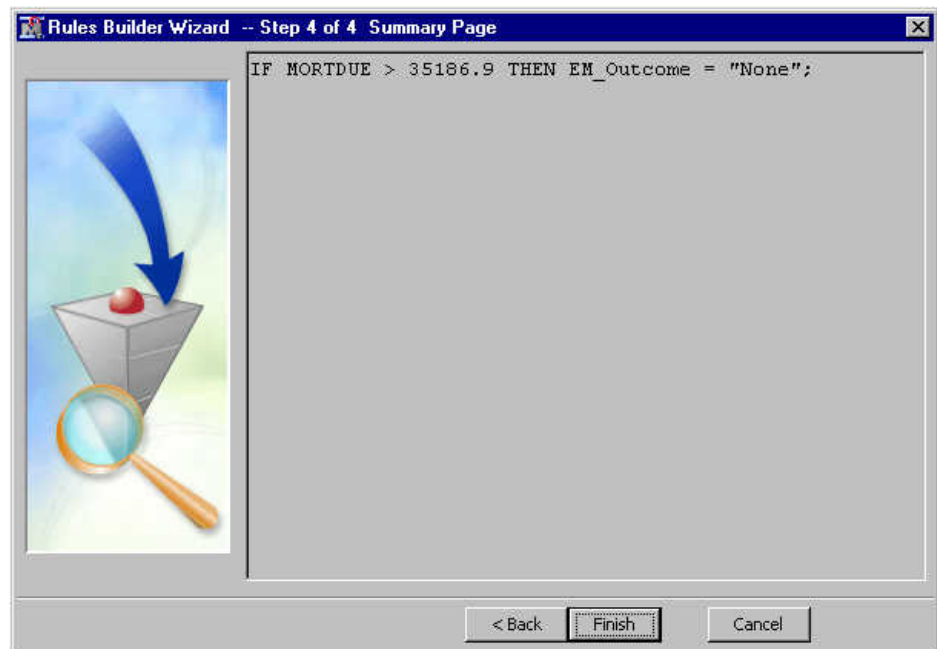 Rules Builder Wizard -- Step 4 of 4 Summary Page
IF MORTDUE > 35186.9 THEN EM_Outcome = "None";
< Back Finish Cancel